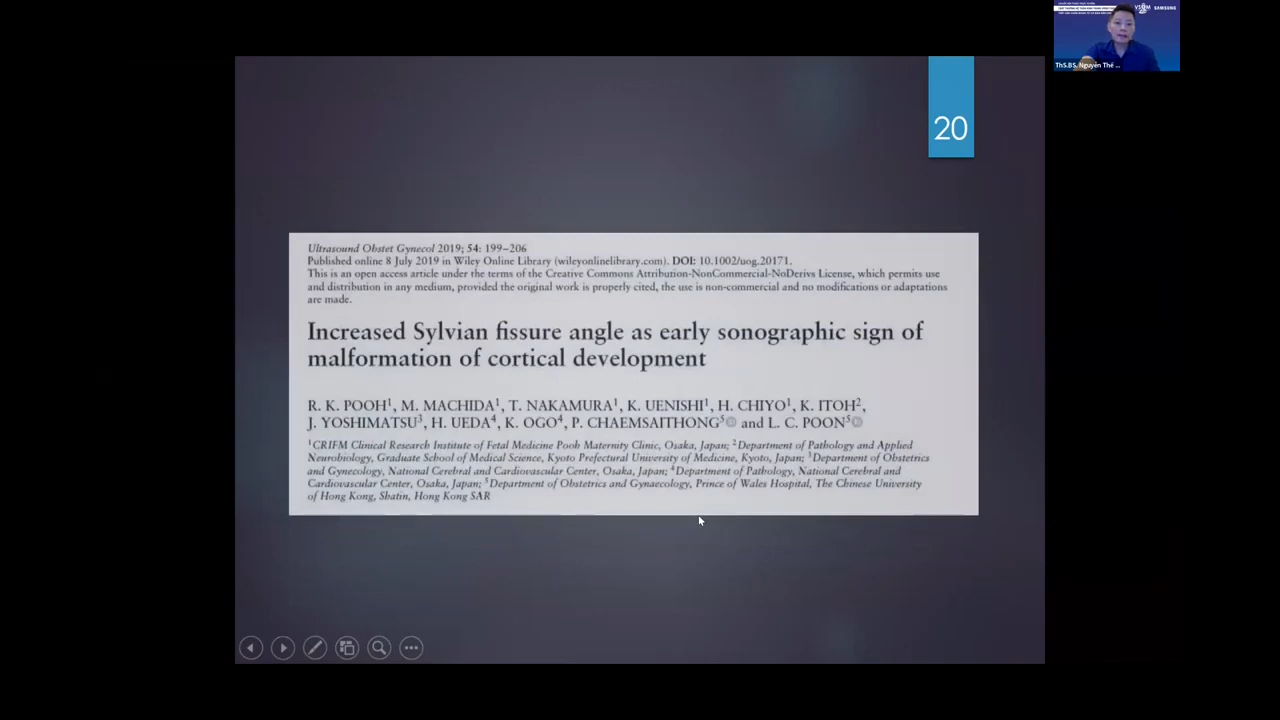 VSUM SAMSUNG
ThS.BS. Nguyễn Thế ...
20
Ultrasound Obstet Gynecol 2019; 54: 199–206
Published online 8 July 2019 in Wiley Online Library (wileyonlinelibrary.com). DOI: 10.1002/uog.20171.
This is an open access article under the terms of the Creative Commons Attribution-NonCommercial-NoDerivs License, which permits use
and distribution in any medium, provided the original work is properly cited, the use is non-commercial and no modifications or adaptations
are made.
Increased Sylvian fissure angle as early sonographic sign of
malformation of cortical development
R. K. POOH¹, M. MACHIDA¹, T. NAKAMURA¹, K. UENISHI¹, H. CHIYO¹, K. ITOH²,
J. YOSHIMATSU³, H. UEDA⁴, K. OGO⁴, P. CHAEMSAITHONG⁵ and L. C. POON⁵
¹CRIFM Clinical Research Institute of Fetal Medicine Pooh Maternity Clinic, Osaka, Japan; ²Department of Pathology and Applied
Neurobiology, Graduate School of Medical Science, Kyoto Prefectural University of Medicine, Kyoto, Japan; ³Department of Obstetrics
and Gynecology, National Cerebral and Cardiovascular Center, Osaka, Japan; ⁴Department of Pathology, National Cerebral and
Cardiovascular Center, Osaka, Japan; ⁵Department of Obstetrics and Gynaecology, Prince of Wales Hospital, The Chinese University
of Hong Kong, Shatin, Hong Kong SAR